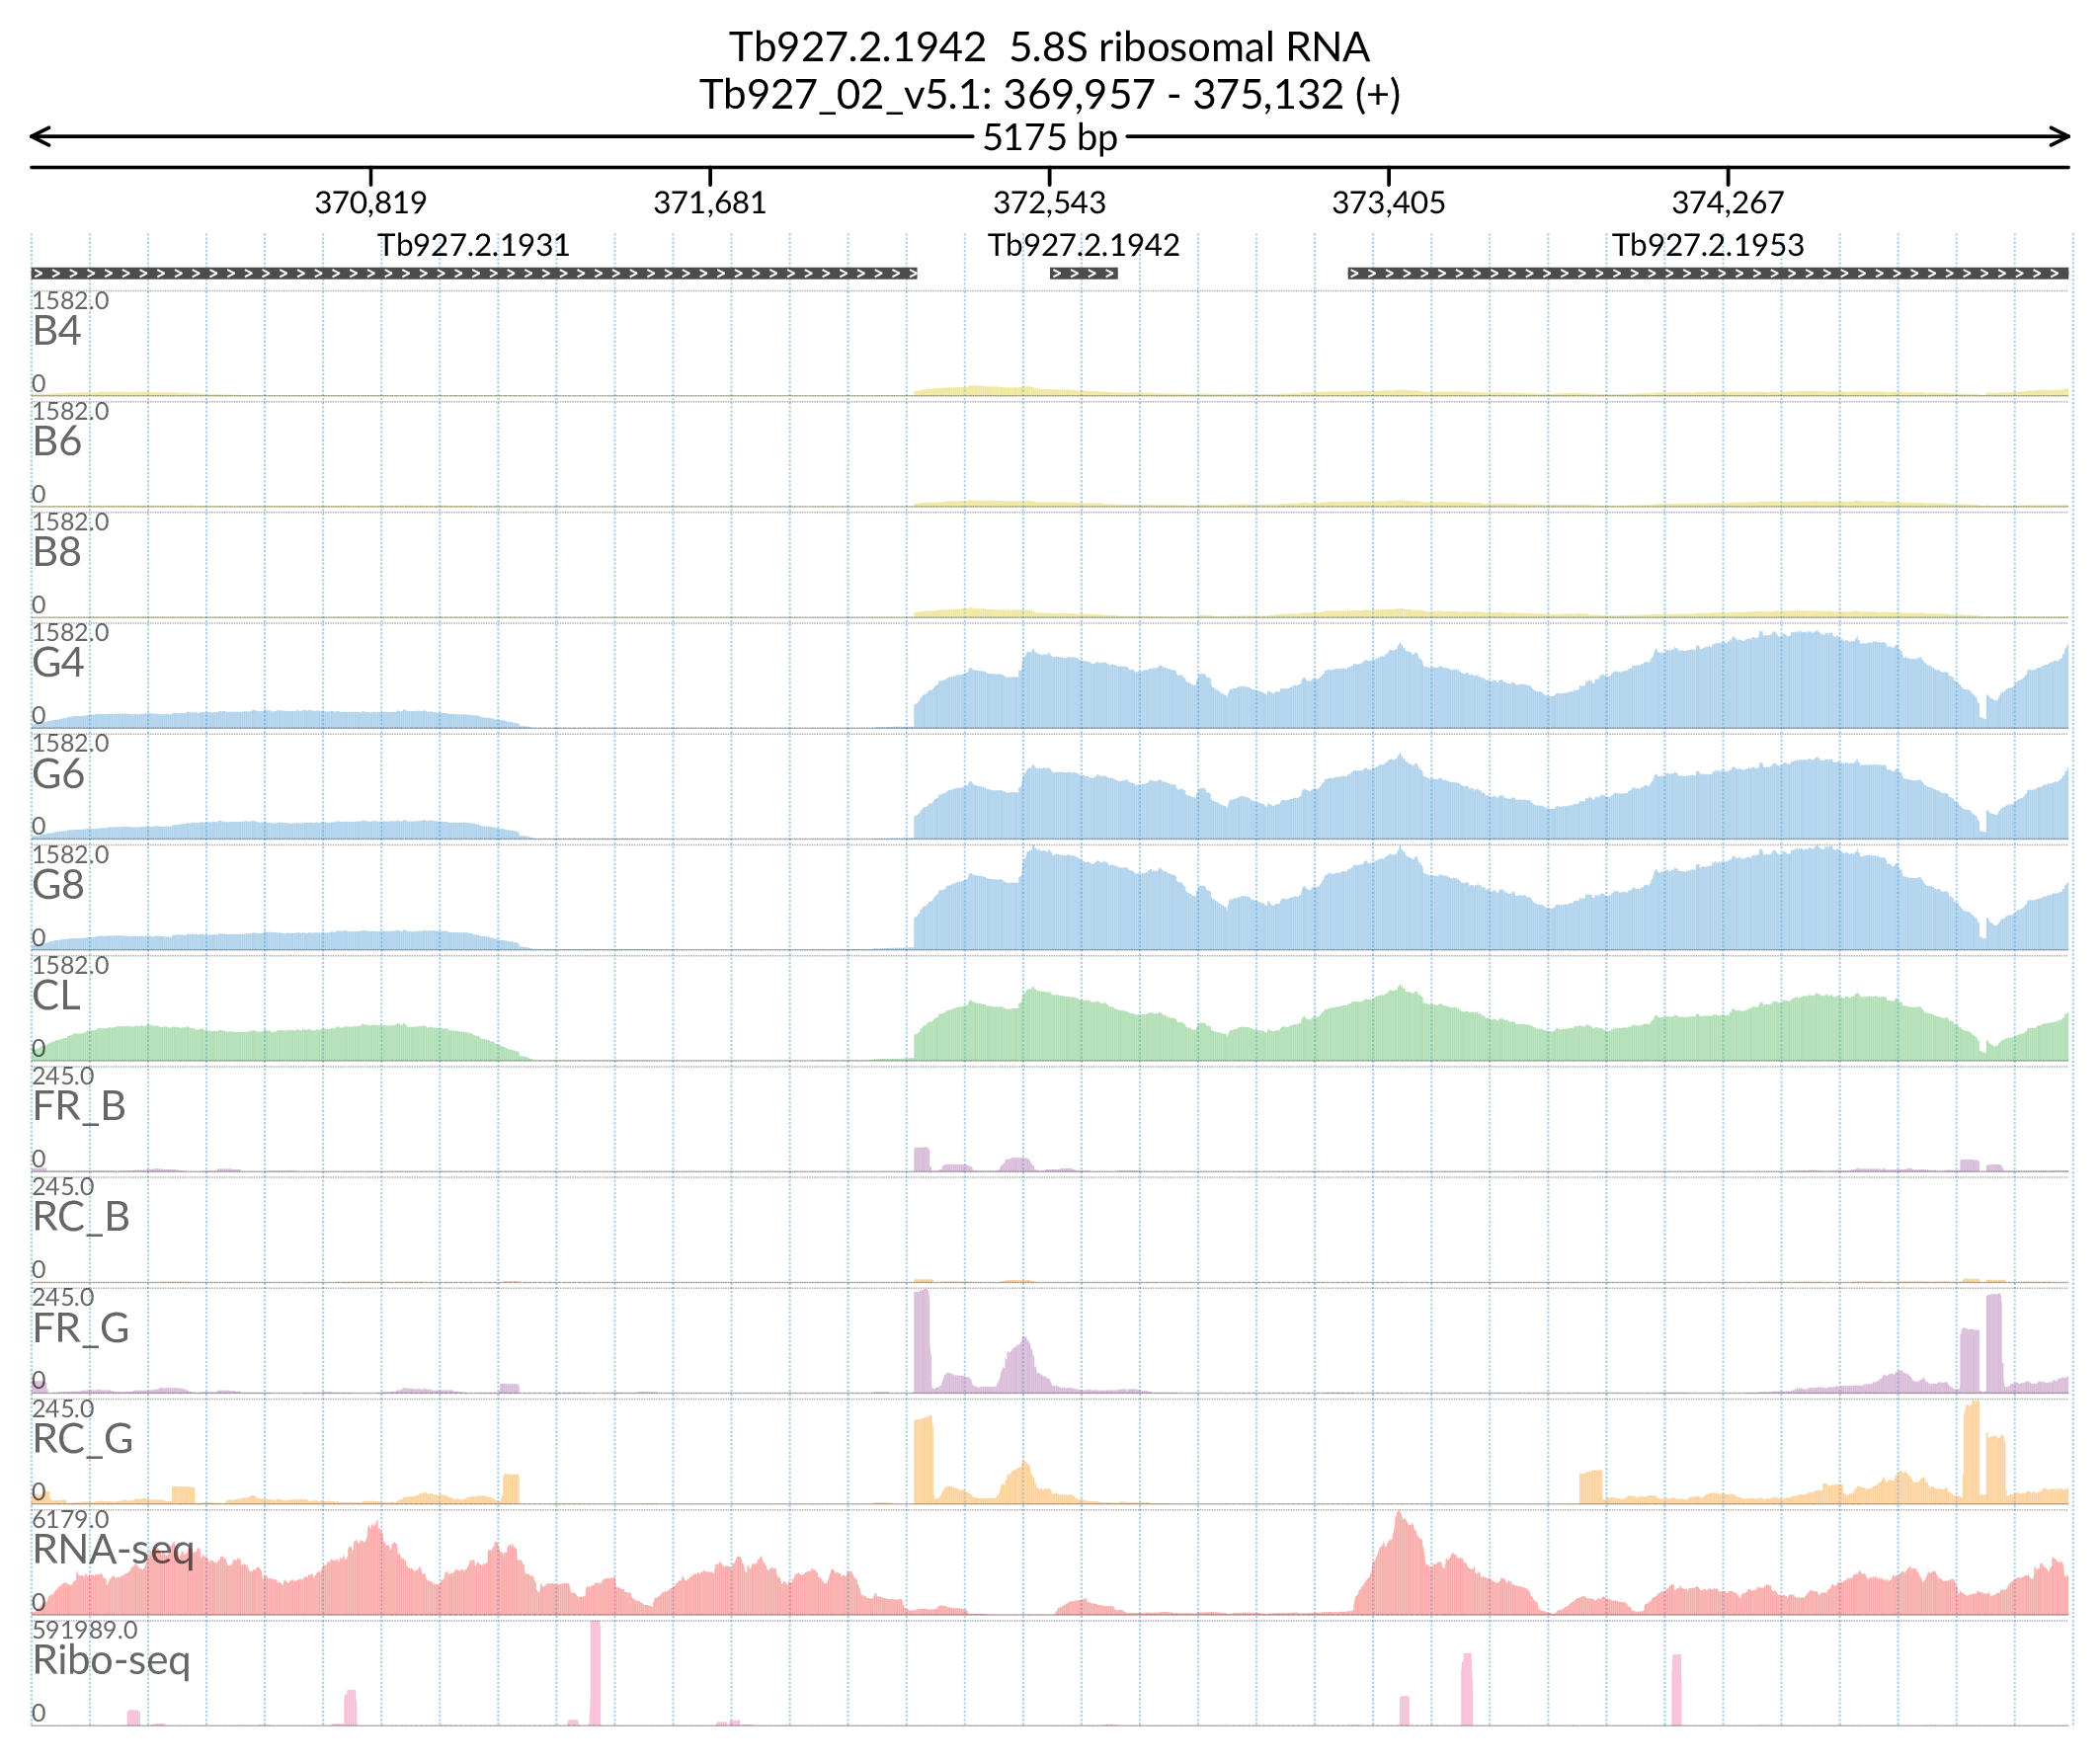 Tb927.2.1942 5.8S ribosomal RNA
Tb927_02_v5.1: 369,957 - 375,132 (+)
5175 bp
370,819 371,681 372,543 373,405 374,267
Tb927.2.1931 Tb927.2.1942 Tb927.2.1953
1582.0
B4
0
1582.0
B6
0
1582.0
B8
0
1582.0
G4
0
1582.0
G6
0
1582.0
G8
0
1582.0
CL
0
245.0
FR_B
0
245.0
RC_B
0
245.0
FR_G
0
245.0
RC_G
0
6179.0
RNA-seq
0
591989.0
Ribo-seq
0